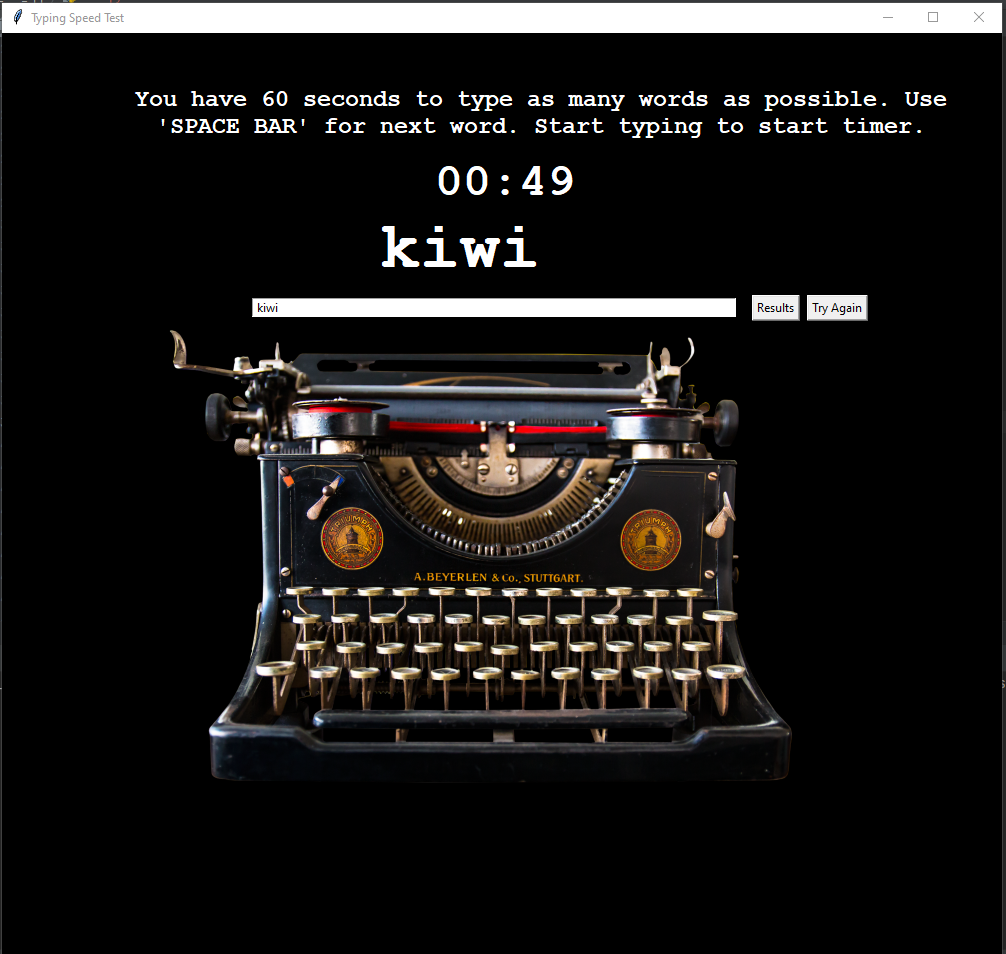 Typing Speed Test
You have 60 seconds to type as many words as possible. Use
'SPACE BAR' for next word. Start typing to start timer.
00:49
kiwi
kiwi
Results
Try Again
TRIUMPH
TRIUMPH
A. BEYERLEN & Co., STUTTGART.